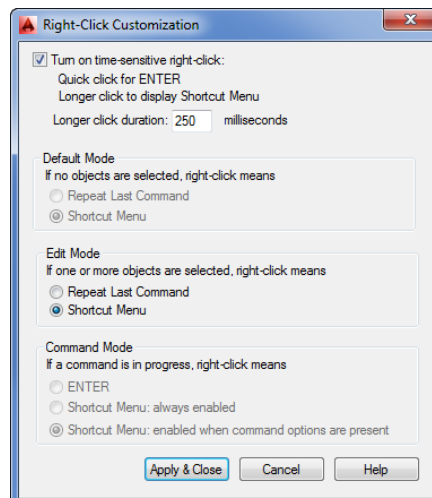 Right-Click Customization
Turn on time-sensitive right-click:
Quick click for ENTER
Longer click to display Shortcut Menu
Longer click duration: 250 milliseconds
Default Mode
If no objects are selected, right-click means
Repeat Last Command
Shortcut Menu
Edit Mode
If one or more objects are selected, right-click means
Repeat Last Command
Shortcut Menu
Command Mode
If a command is in progress, right-click means
ENTER
Shortcut Menu: always enabled
Shortcut Menu: enabled when command options are present
Apply & Close Cancel Help